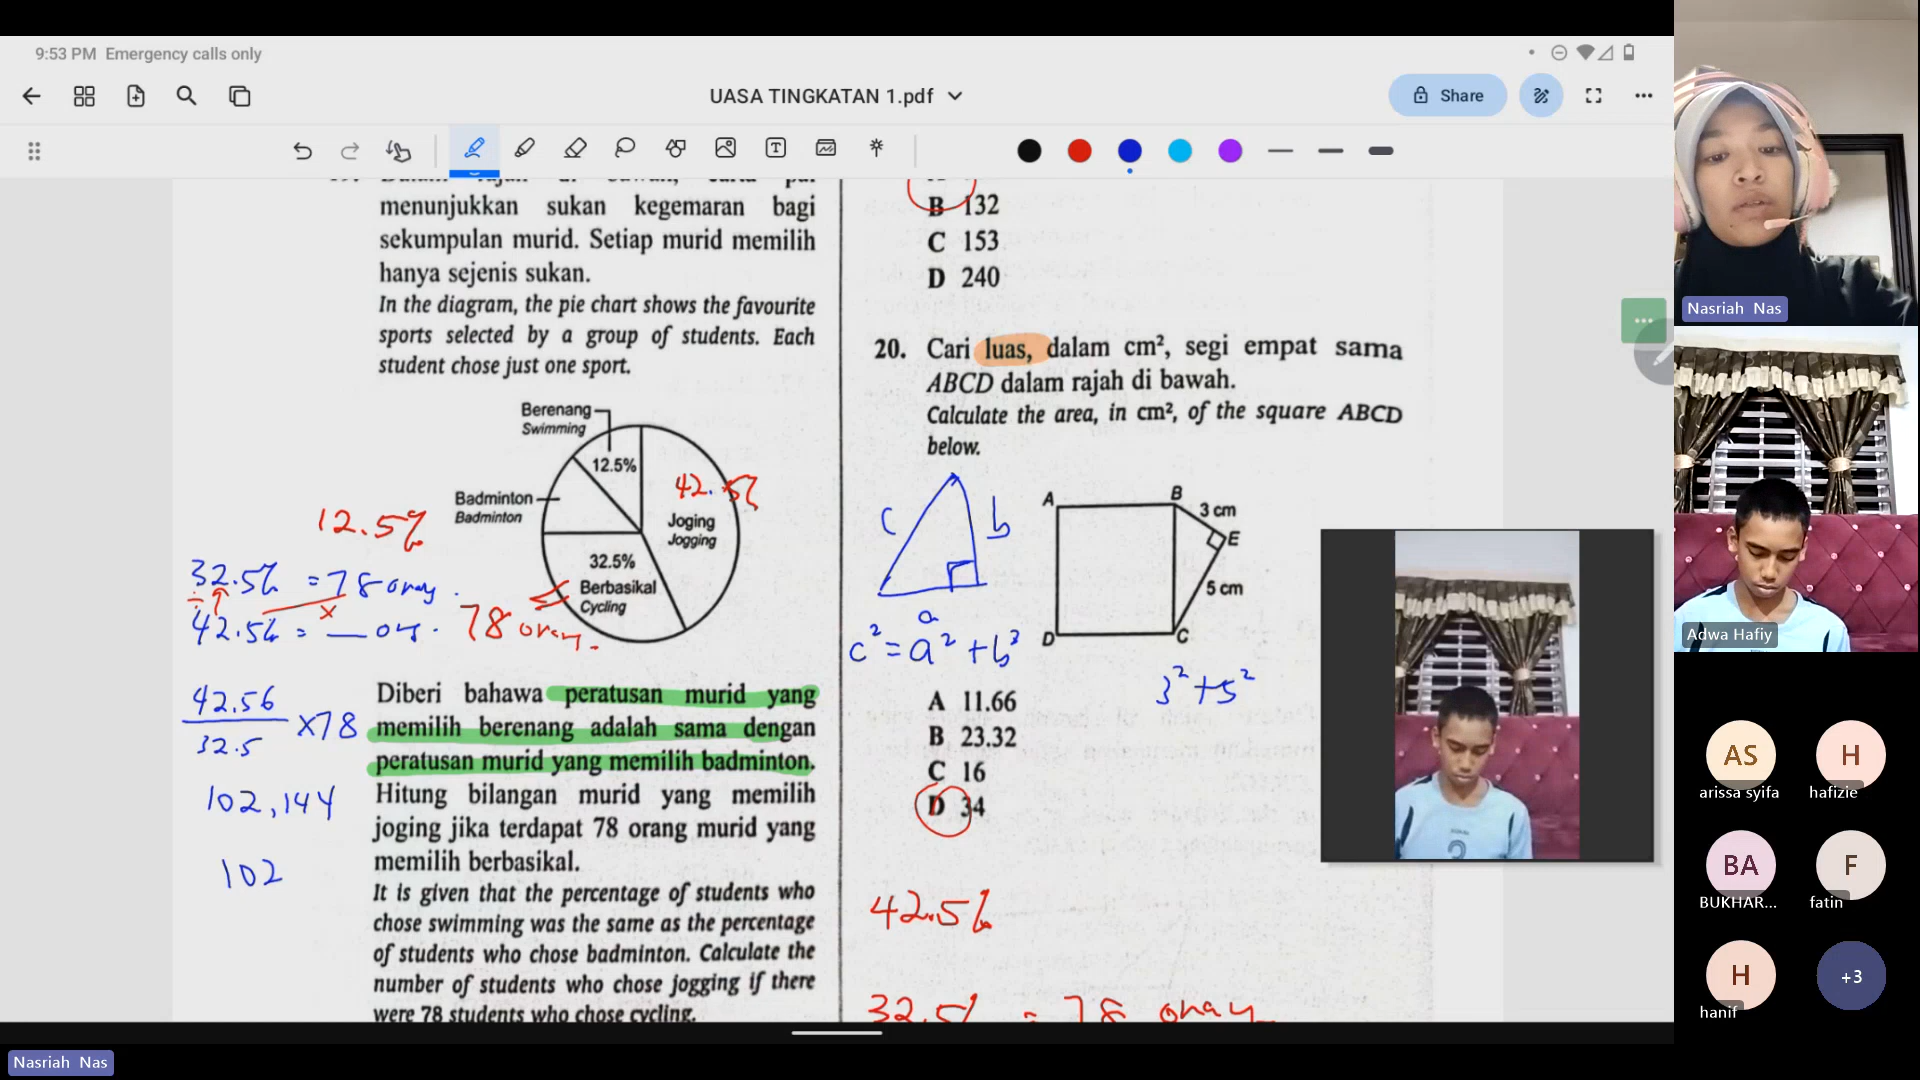 9:53 PM Emergency calls only
UASA TINGKATAN 1.pdf
Share
menunjukkan sukan kegemaran bagi
sekumpulan murid. Setiap murid memilih
hanya sejenis sukan.
In the diagram, the pie chart shows the favourite
sports selected by a group of students. Each
student chose just one sport.
Berenang
Swimming
12.5%
Badminton
Badminton
42.5%
Joging
Jogging
32.5%
Berbasikal
Cycling
12.5%
32.5% = 78 orang.
42.5% = __ org.
78 orang.
42.56
32.5
×78
102,144
102
Diberi bahawa peratusan murid yang
memilih berenang adalah sama dengan
peratusan murid yang memilih badminton.
Hitung bilangan murid yang memilih
joging jika terdapat 78 orang murid yang
memilih berbasikal.
It is given that the percentage of students who
chose swimming was the same as the percentage
of students who chose badminton. Calculate the
number of students who chose jogging if there
were 78 students who chose cycling.
B 132
C 153
D 240
20. Cari luas, dalam cm², segi empat sama
ABCD dalam rajah di bawah.
Calculate the area, in cm², of the square ABCD
below.
c
b
a
c² = a² + b²
A
B
3 cm
E
5 cm
D
C
3² + 5²
A 11.66
B 23.32
C 16
D 34
42.5%
32.5% = 78 orang
Nasriah Nas
Adwa Hafiy
AS
arissa syifa
H
hafizie
BA
BUKHAR...
F
fatin
H
hanif
+3
Nasriah Nas